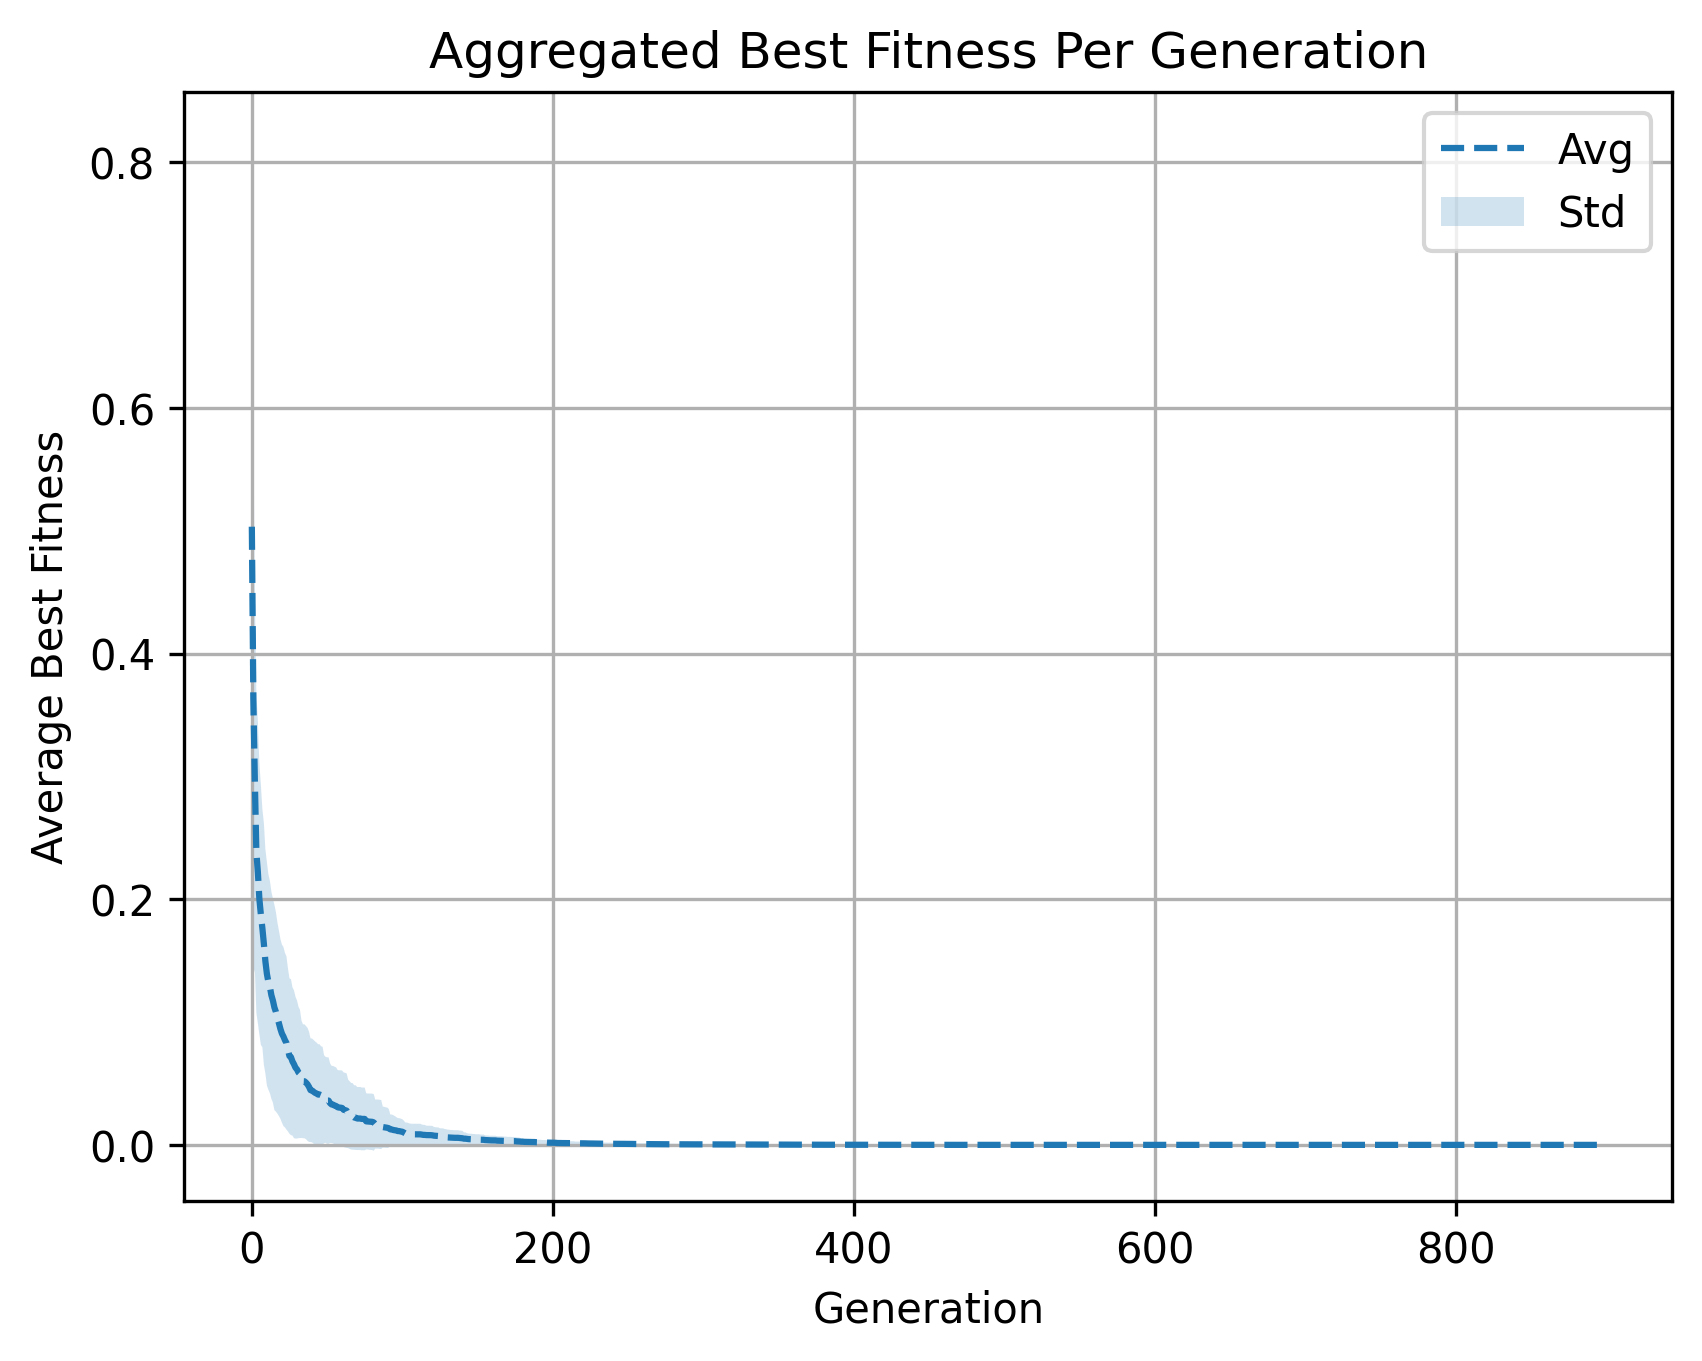 Aggregated Best Fitness Per Generation
Avg
Std
Average Best Fitness
0.8
0.6
0.4
0.2
0.0
0 200 400 600 800
Generation